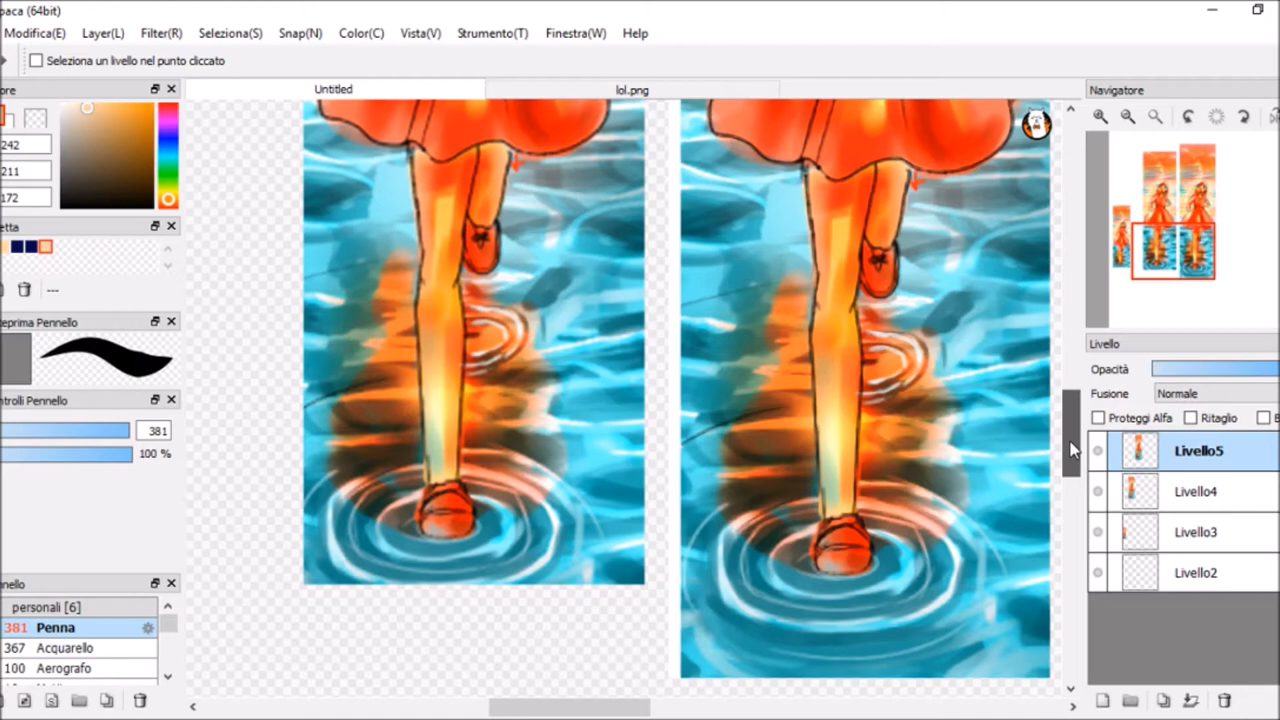 paca (64bit)
Modifica(E) Layer(L) Filter(R) Seleziona(S) Snap(N) Color(C) Vista(V) Strumento(T) Finestra(W) Help
Seleziona un livello nel punto cliccato
ore
Untitled
lol.png
Navigatore
242
211
172
etta
---
teprima Pennello
ntrolli Pennello
381
100 %
nello
personali [6]
381 Penna
367 Acquarello
100 Aerografo
Livello
Opacità
Fusione Normale
Proteggi Alfa Ritaglio
Livello5
Livello4
Livello3
Livello2